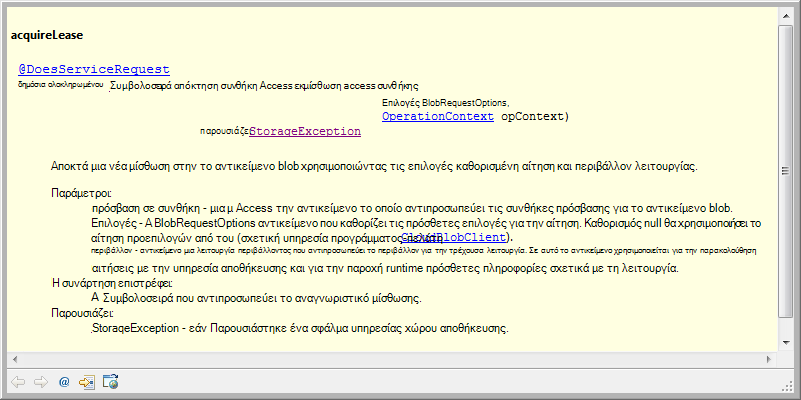 acquireLease
@DoesServiceRequest
δημόσια ολοκληρωμένου Συμβολοσειρά απόκτηση συνθήκη Access εκμίσθωση access συνθήκης
Επιλογές BlobRequestOptions,
OperationContext opContext)
παρουσιάζει StorageException
Αποκτά μια νέα μίσθωση στην το αντικείμενο blob χρησιμοποιώντας τις επιλογές καθορισμένη αίτηση και περιβάλλον λειτουργίας.
Παράμετροι:
πρόσβαση σε συνθήκη - μια μ Access την αντικείμενο το οποίο αντιπροσωπεύει τις συνθήκες πρόσβασης για το αντικείμενο blob.
Επιλογές - Α BlobRequestOptions αντικείμενο που καθορίζει τις πρόσθετες επιλογές για την αίτηση. Καθορισμός null θα χρησιμοποιήσει το
αίτηση προεπιλογών από του (σχετική υπηρεσία προγράμματος-πελάτη CloudBlobClient).
περιβάλλον - αντικείμενο μια λειτουργία περιβάλλοντος που αντιπροσωπεύει το περιβάλλον για την τρέχουσα λειτουργία. Σε αυτό το αντικείμενο χρησιμοποιείται για την παρακολούθηση
αιτήσεις με την υπηρεσία αποθήκευσης και για την παροχή runtime πρόσθετες πληροφορίες σχετικά με τη λειτουργία.
Η συνάρτηση επιστρέφει:
Α Συμβολοσειρά που αντιπροσωπεύει το αναγνωριστικό μίσθωσης.
Παρουσιάζει:
StorageException - εάν Παρουσιάστηκε ένα σφάλμα υπηρεσίας χώρου αποθήκευσης.